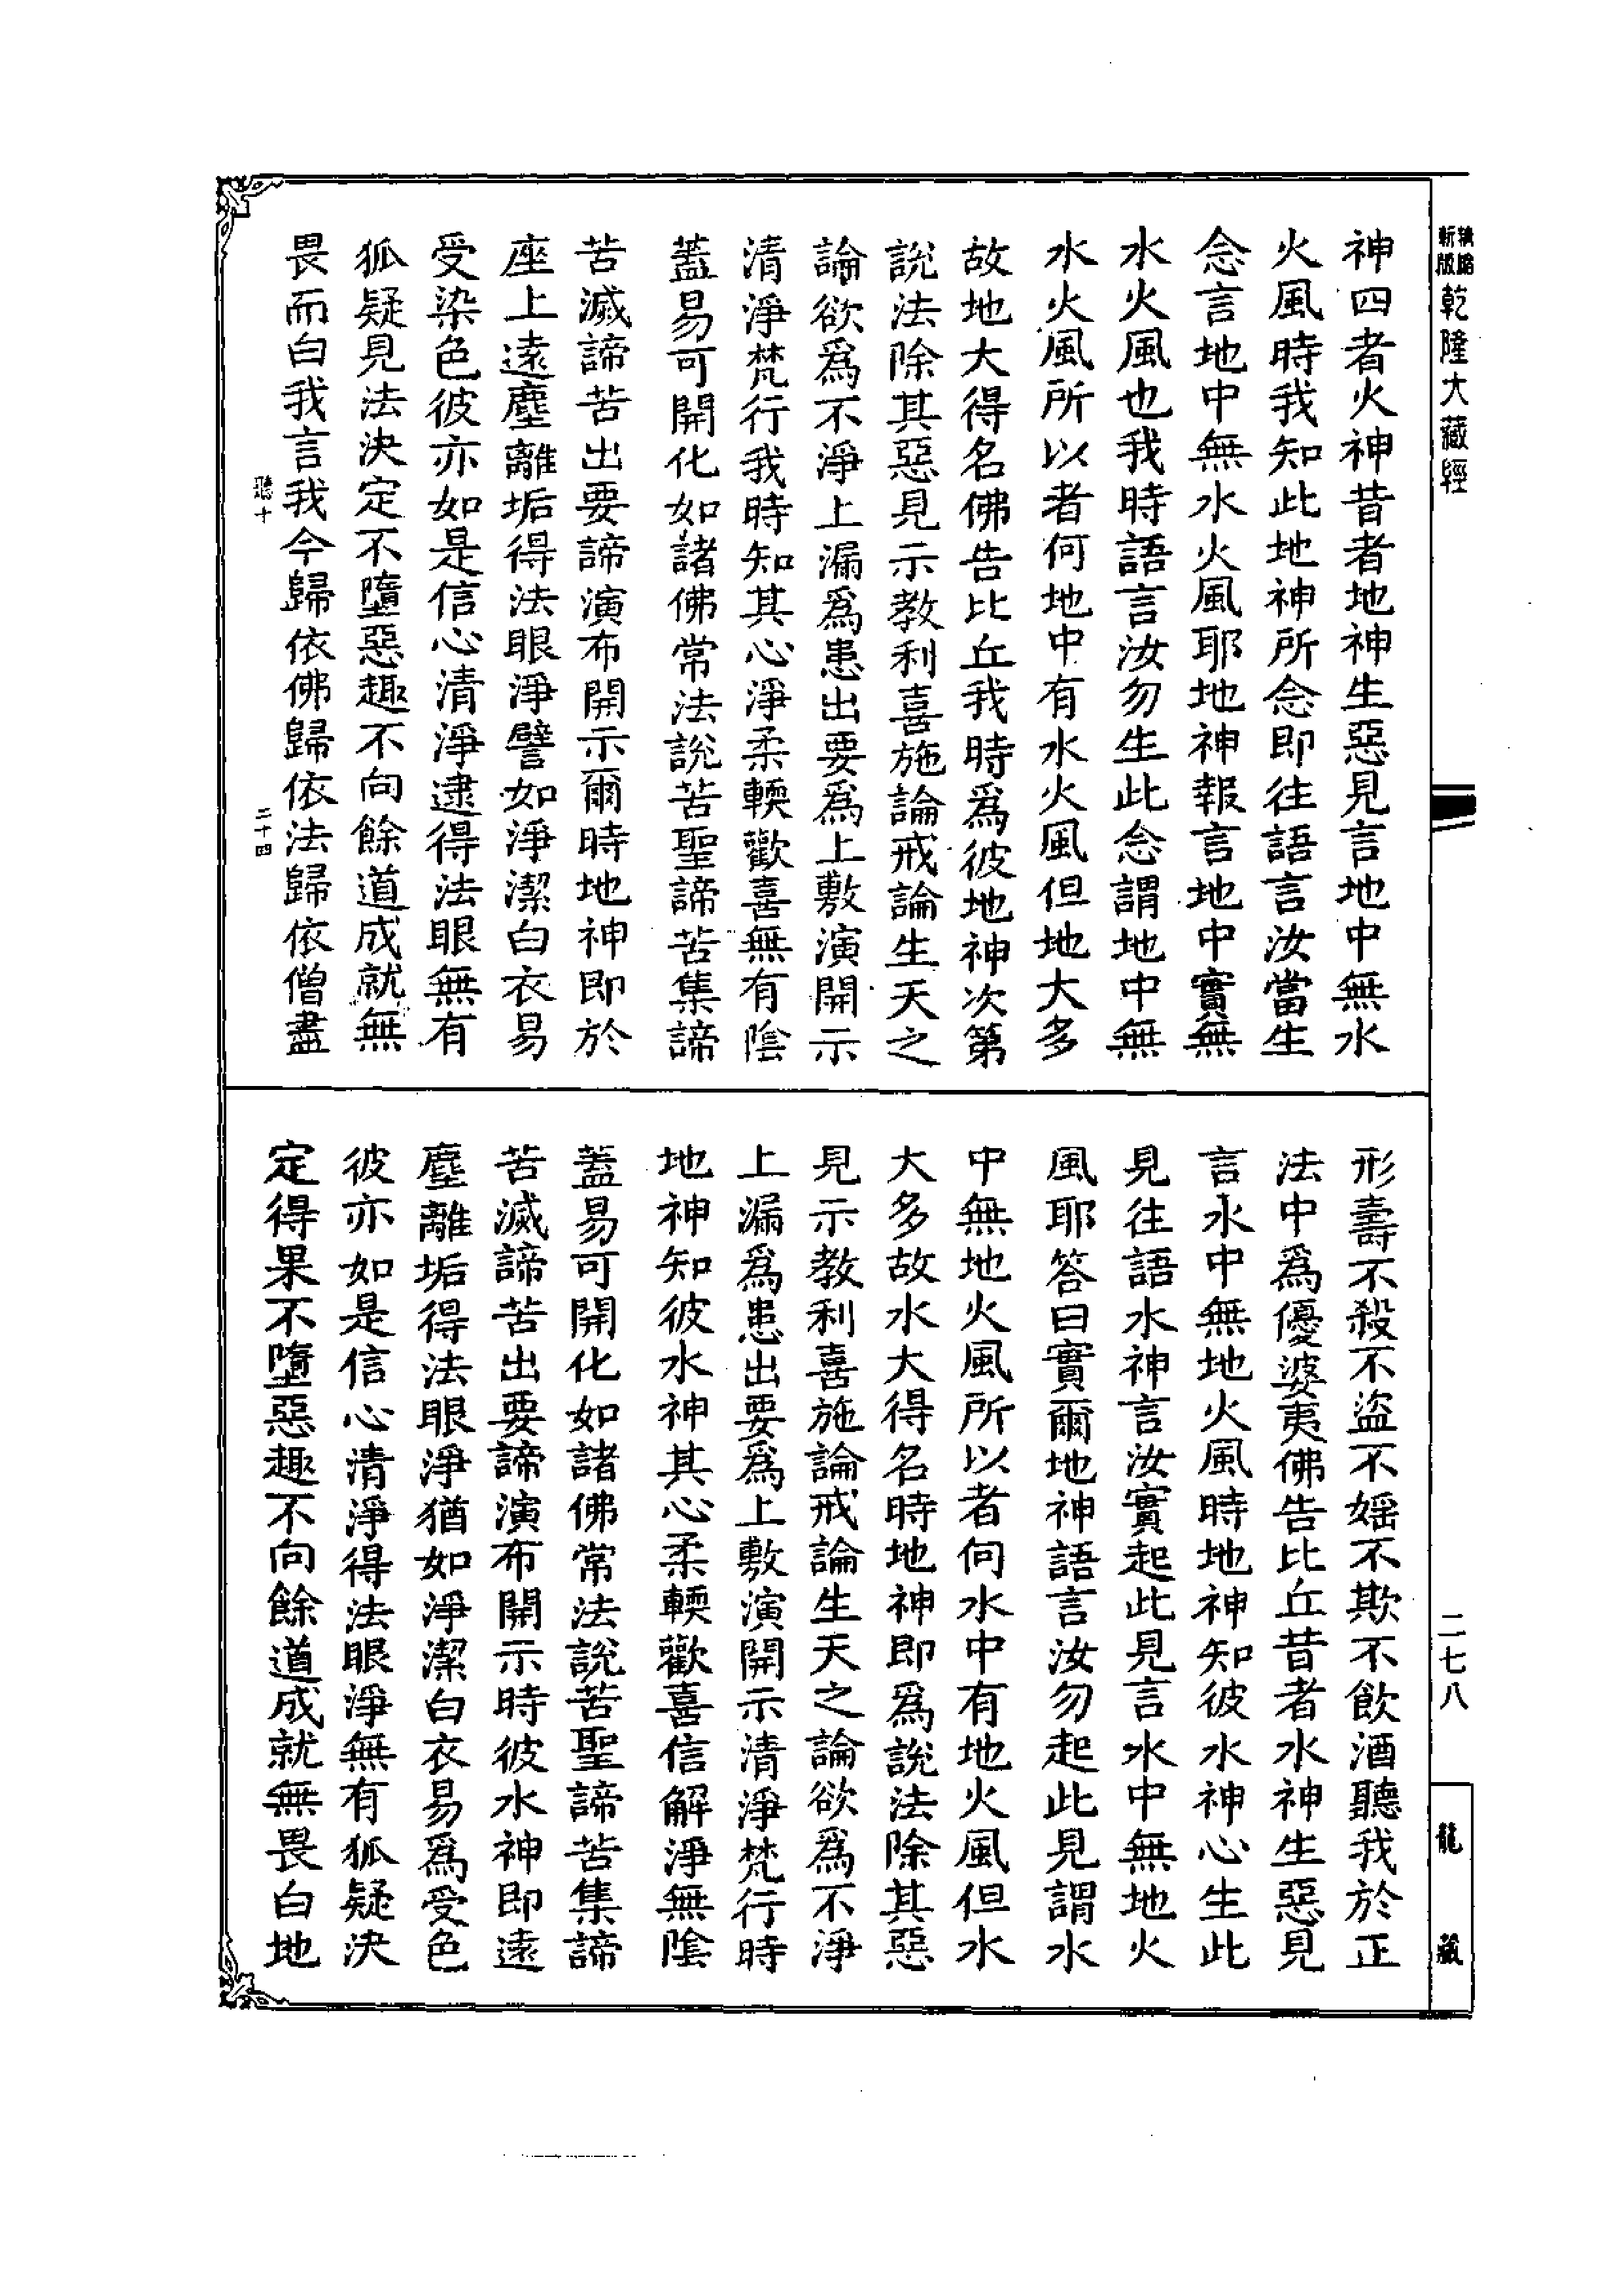 乾隆大藏經
神四者火神昔者地神生惡見言地中無水
火風時我知此地神所念即往語言汝當生
念言地中無水火風耶地神報言地中實無
水火風也我時語言汝勿生此念謂地中無
水火風所以者何地中有水火風但地大多
故地大得名佛告比丘我時爲彼地神次第
說法除其惡見示教利喜施論戒論生天之
論欲爲不淨上漏爲患出要爲上敷演開示
清淨梵行我時知其心淨柔輭歡喜無有陰
蓋易可開化如諸佛常法說苦聖諦苦集諦
苦滅諦苦出要諦演布開示爾時地神即於
座上遠塵離垢得法眼淨譬如淨潔白衣易
受染色彼亦如是信心清淨逮得法眼無有
狐疑見法決定不墮惡趣不向餘道成就無
畏而白我言我今歸依佛歸依法歸依僧盡
聽十
二十四
形壽不殺不盜不婬不欺不飲酒聽我於正
法中爲優婆夷佛告比丘昔者水神生惡見
言水中無地火風時地神知彼水神心生此
見往語水神言汝實起此見言水中無地火
風耶答曰實爾地神語言汝勿起此見謂水
中無地火風所以者何水中有地火風但水
大多故水大得名時地神即爲說法除其惡
見示教利喜施論戒論生天之論欲爲不淨
上漏爲患出要爲上敷演開示清淨梵行時
地神知彼水神其心柔輭歡喜信解淨無陰
蓋易可開化如諸佛常法說苦聖諦苦集諦
苦滅諦苦出要諦演布開示時彼水神即遠
塵離垢得法眼淨猶如淨潔白衣易爲受色
彼亦如是信心清淨得法眼淨無有狐疑決
定得果不墮惡趣不向餘道成就無畏白地
二七八
龍藏